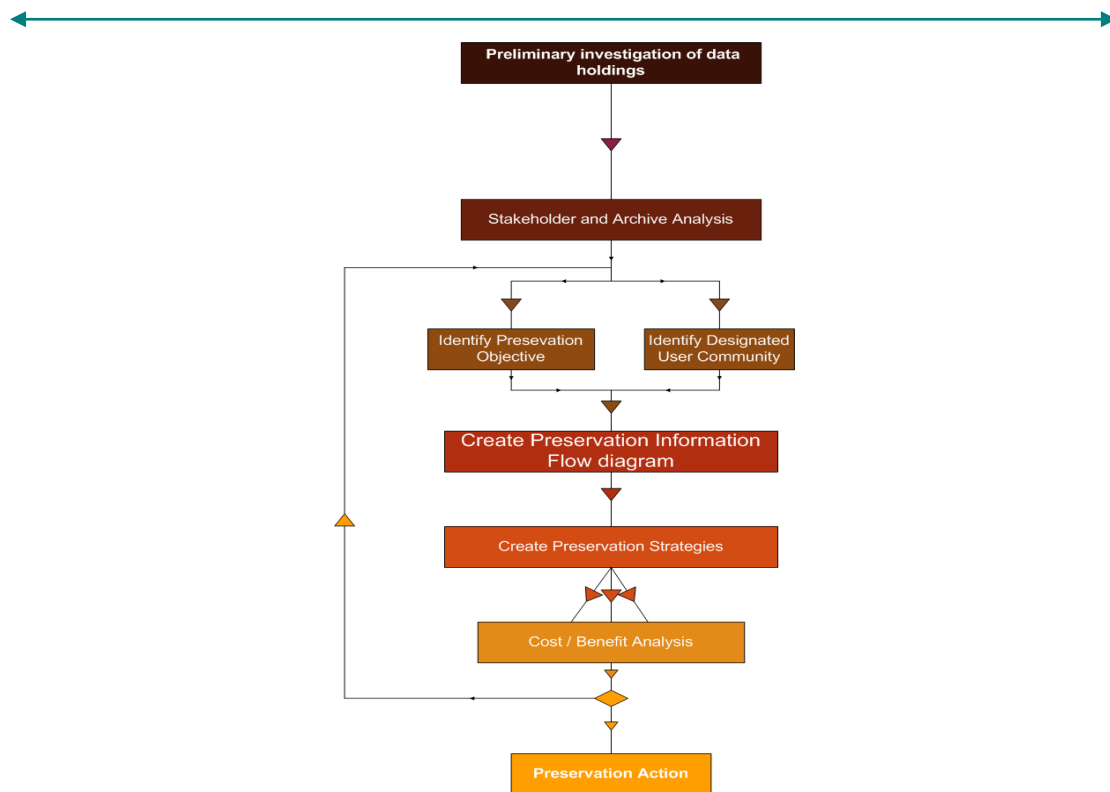 Preliminary investigation of data
holdings
Stakeholder and Archive Analysis
Identify Presevation
Objective
Identify Designated
User Community
Create Preservation Information
Flow diagram
Create Preservation Strategies
Cost / Benefit Analysis
Preservation Action